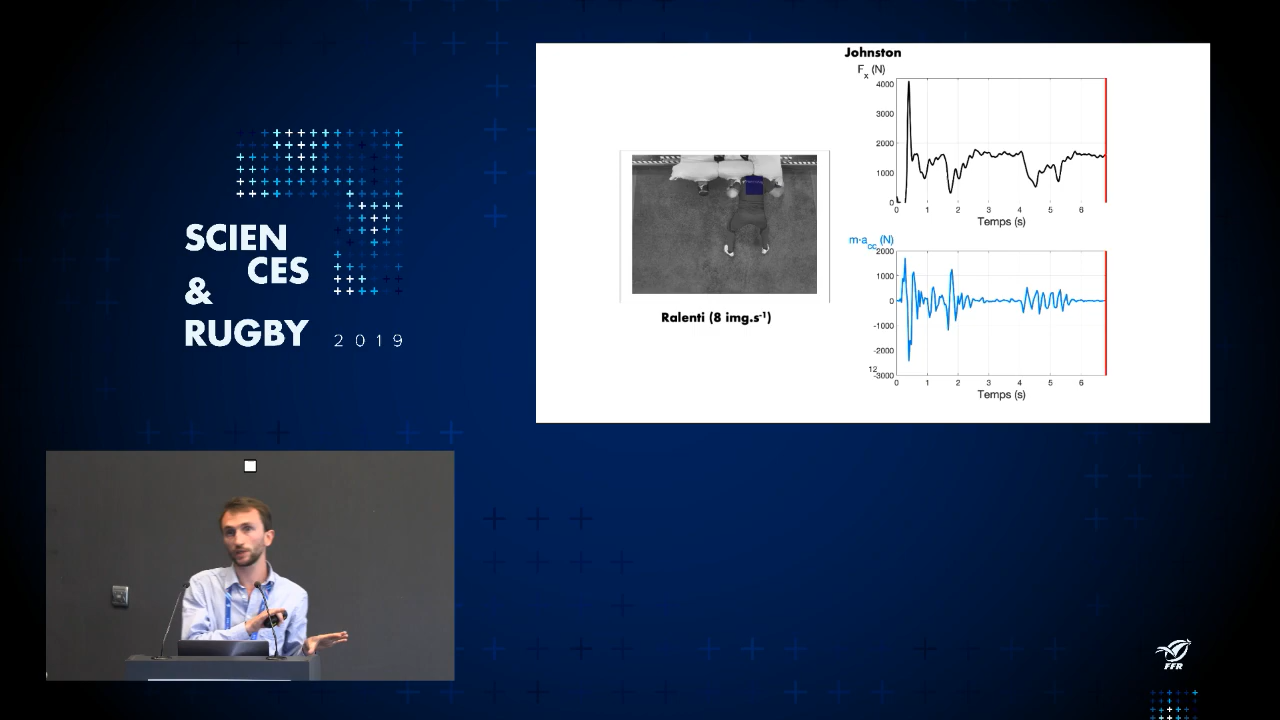 SCIEN
CES
&
RUGBY 2019
Johnston
Fx (N)
4000
3000
2000
1000
0
0 1 2 3 4 5 6
Temps (s)
m·acc (N)
2000
1000
0
-1000
-2000
12
-3000
0 1 2 3 4 5 6
Temps (s)
Ralenti (8 img.s-1)
FFR